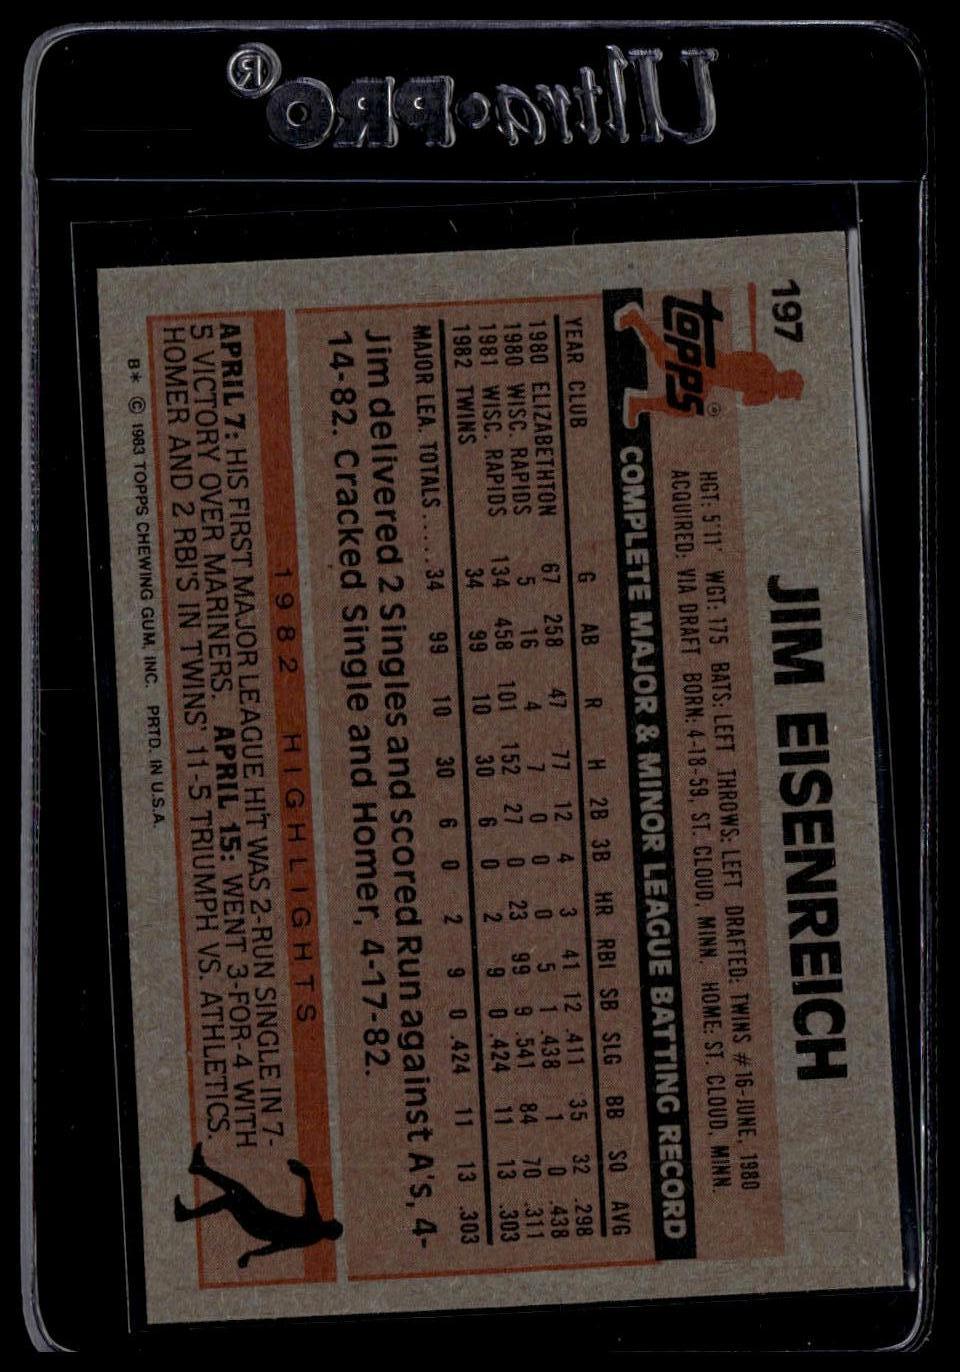 Ultra•PRO®
197
JIM EISENREICH
TOPPS®
HGT: 5'11" WGT: 175 BATS: LEFT THROWS: LEFT DRAFTED: TWINS #16-JUNE, 1980
ACQUIRED: VIA DRAFT BORN: 4-18-59, ST. CLOUD, MINN. HOME: ST. CLOUD, MINN.
COMPLETE MAJOR & MINOR LEAGUE BATTING RECORD
YEAR CLUB G AB R H 2B 3B HR RBI SB SLG BB SO AVG
1980 ELIZABETHTON 67 258 47 77 12 4 3 41 12 .411 35 32 .298
1980 WISC. RAPIDS 5 16 4 7 0 0 0 5 1 .438 1 0 .438
1981 WISC. RAPIDS 134 458 101 152 27 0 23 99 9 .541 84 70 .311
1982 TWINS 34 99 10 30 6 0 2 9 0 .424 11 13 .303
MAJOR LEA. TOTALS ..... 34 99 10 30 6 0 2 9 0 .424 11 13 .303
Jim delivered 2 Singles and scored Run against A's, 4-
14-82. Cracked Single and Homer, 4-17-82.
1982 HIGHLIGHTS
APRIL 7: HIS FIRST MAJOR LEAGUE HIT WAS 2-RUN SINGLE IN 7-
5 VICTORY OVER MARINERS. APRIL 15: WENT 3-FOR-4 WITH
HOMER AND 2 RBI'S IN TWINS' 11-5 TRIUMPH VS. ATHLETICS.
B* © 1983 TOPPS CHEWING GUM, INC. PRTD. IN U.S.A.